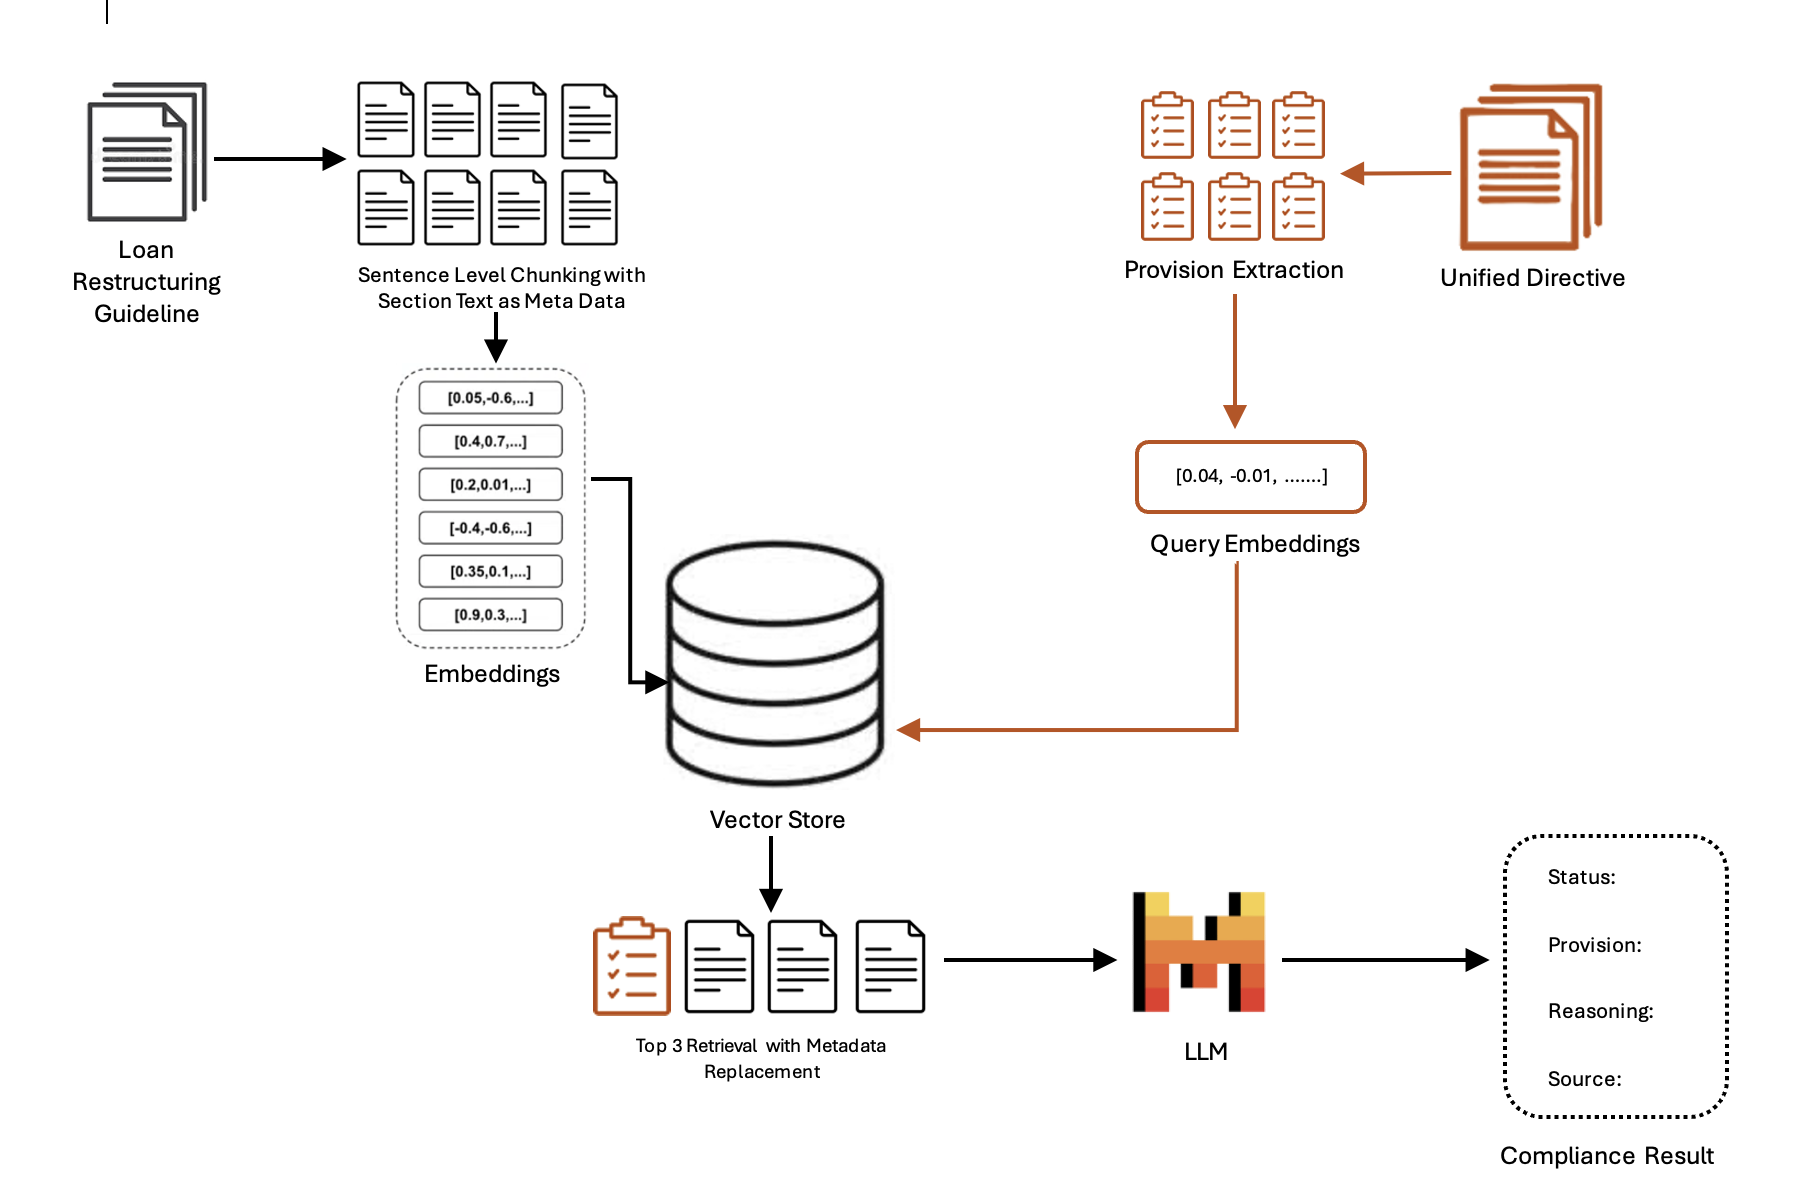 Loan
Restructuring
Guideline
Sentence Level Chunking with
Section Text as Meta Data
Provision Extraction
Unified Directive
[0.05,-0.6,...]
[0.4,0.7,...]
[0.2,0.01,...]
[-0.4,-0.6,...]
[0.35,0.1,...]
[0.9,0.3,...]
Embeddings
[0.04, -0.01, .......]
Query Embeddings
Vector Store
Top 3 Retrieval with Metadata
Replacement
LLM
Status:
Provision:
Reasoning:
Source:
Compliance Result